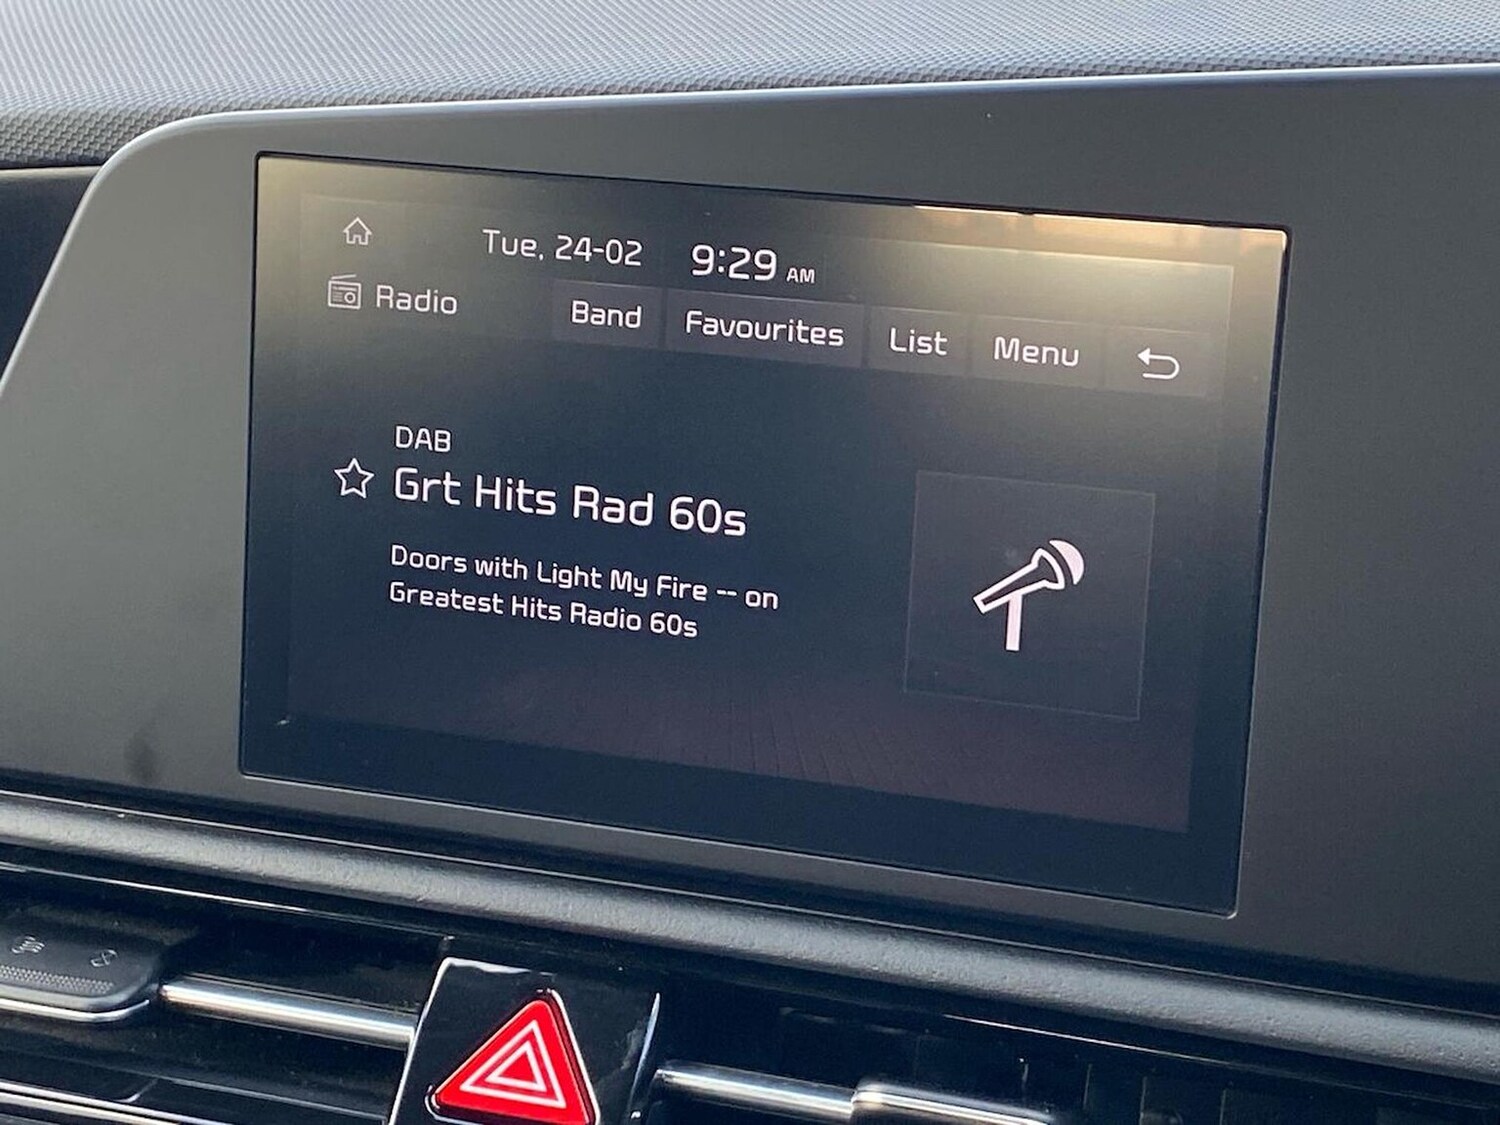 Tue, 24-02 9:29 AM
Radio Band Favourites List Menu
DAB
Grt Hits Rad 60s
Doors with Light My Fire -- on
Greatest Hits Radio 60s